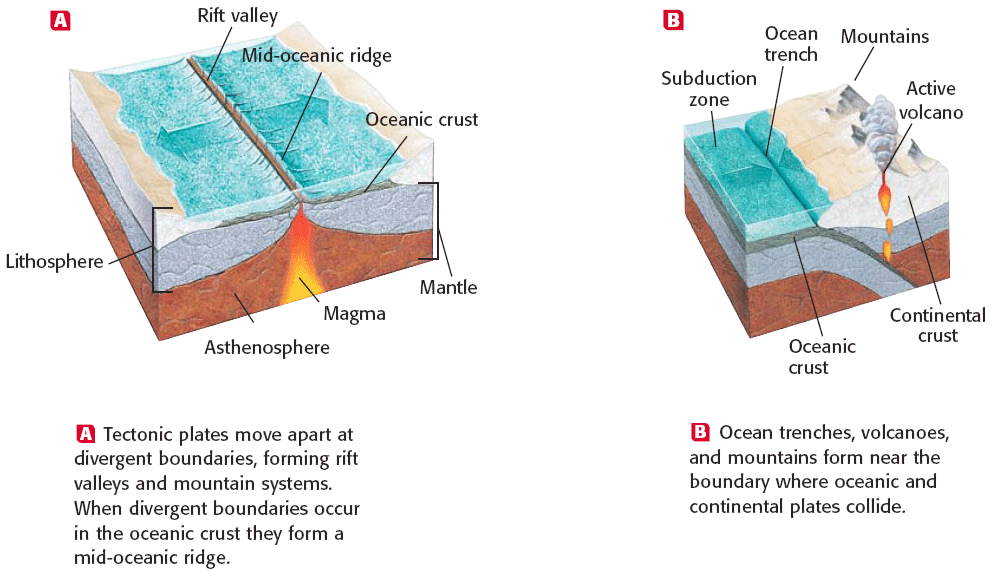 A
Rift valley
Mid-oceanic ridge
Oceanic crust
Lithosphere
Mantle
Magma
Asthenosphere
B
Ocean
trench
Mountains
Subduction
zone
Active
volcano
Continental
crust
Oceanic
crust
A Tectonic plates move apart at
divergent boundaries, forming rift
valleys and mountain systems.
When divergent boundaries occur
in the oceanic crust they form a
mid-oceanic ridge.
B Ocean trenches, volcanoes,
and mountains form near the
boundary where oceanic and
continental plates collide.